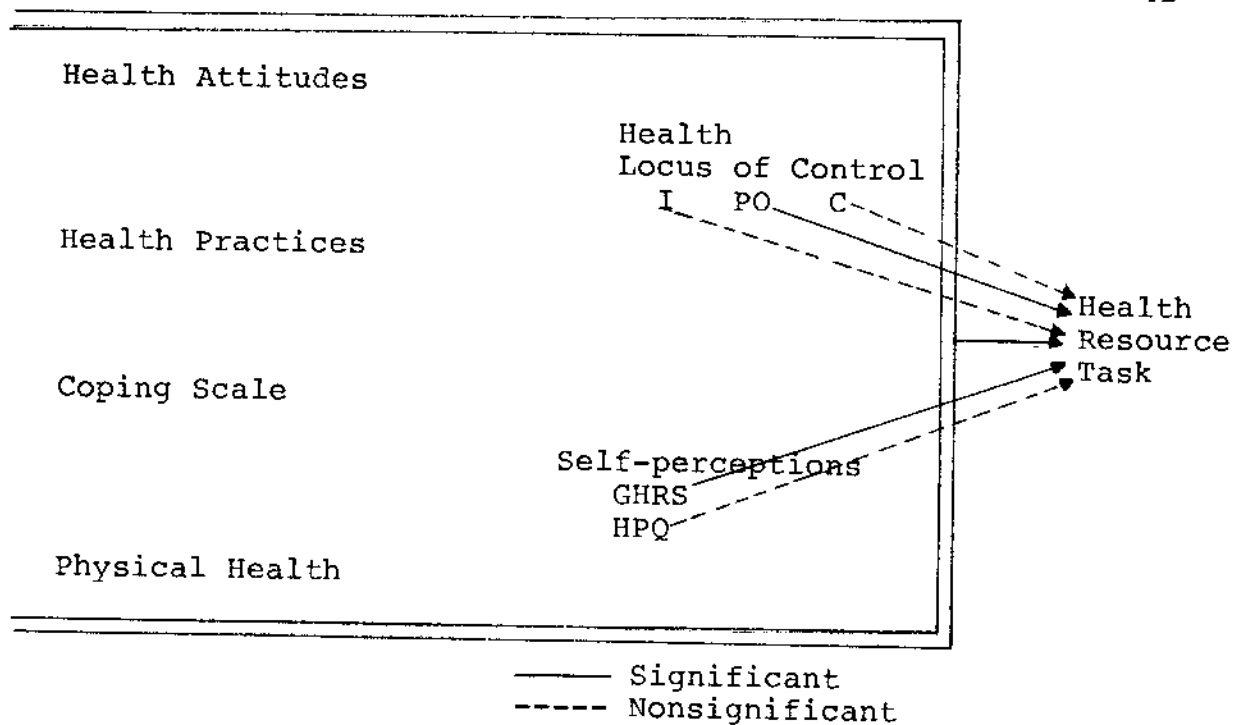 Health Attitudes
Health
Locus of Control
I PO C
Health Practices
Health
Resource
Task
Coping Scale
Self-perceptions
GHRS
HPQ
Physical Health
Significant
Nonsignificant